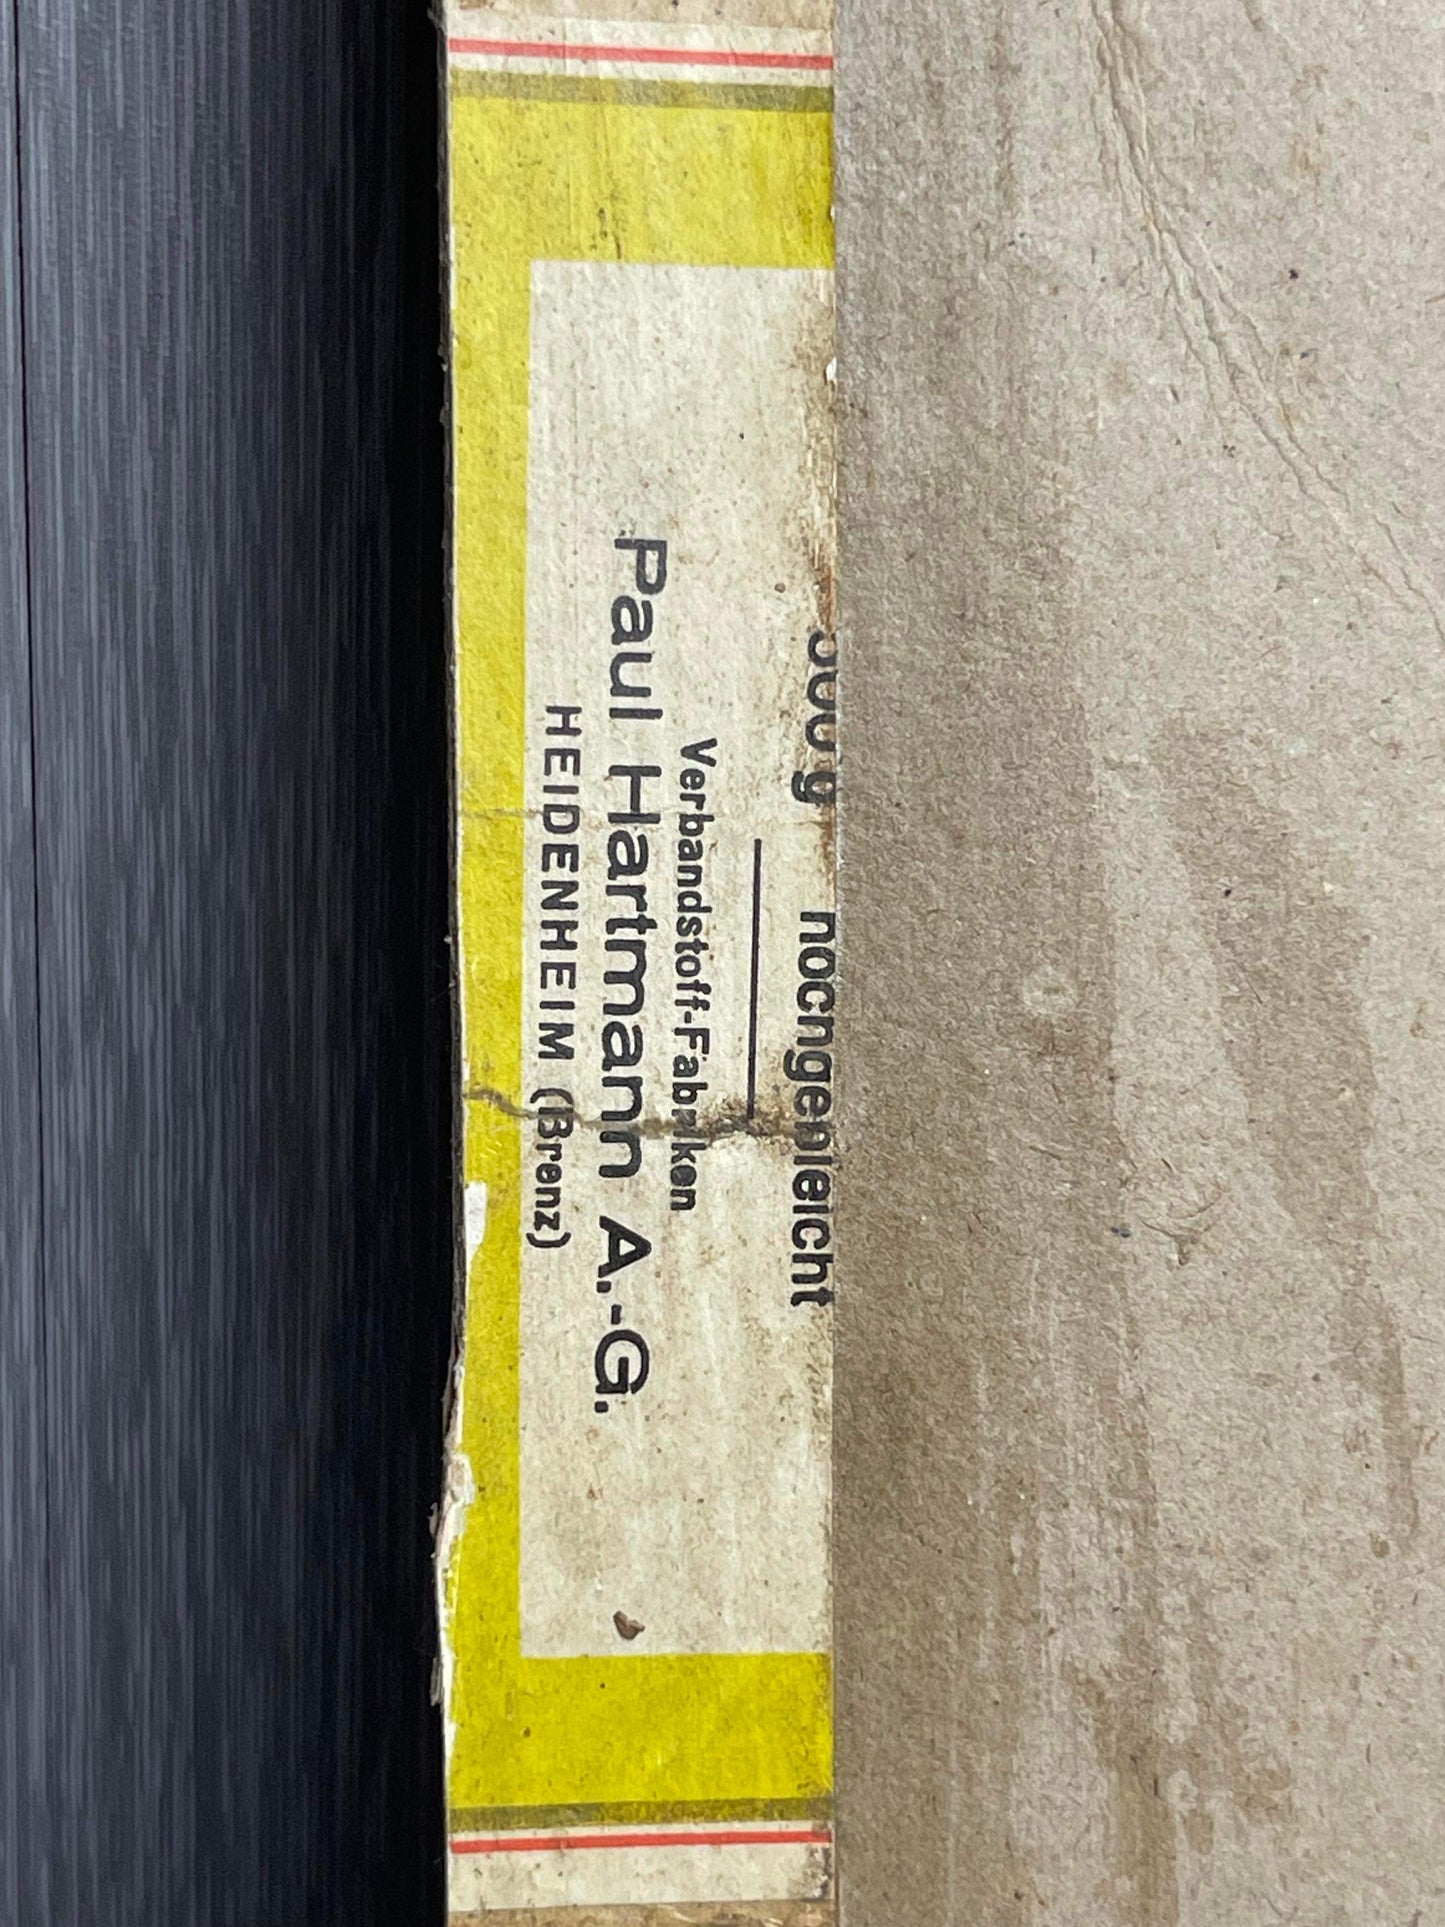 g hochgebleicht
Verbandstoff-Fabriken
Paul Hartmann A.-G.
HEIDENHEIM (Brenz)